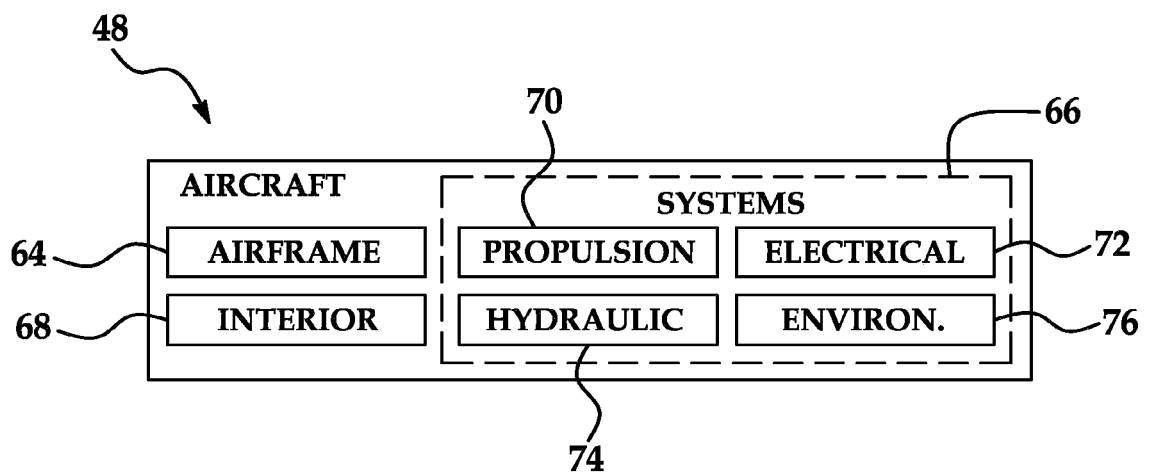 48
70
66
AIRCRAFT
SYSTEMS
64 AIRFRAME PROPULSION ELECTRICAL 72
68 INTERIOR HYDRAULIC ENVIRON. 76
74